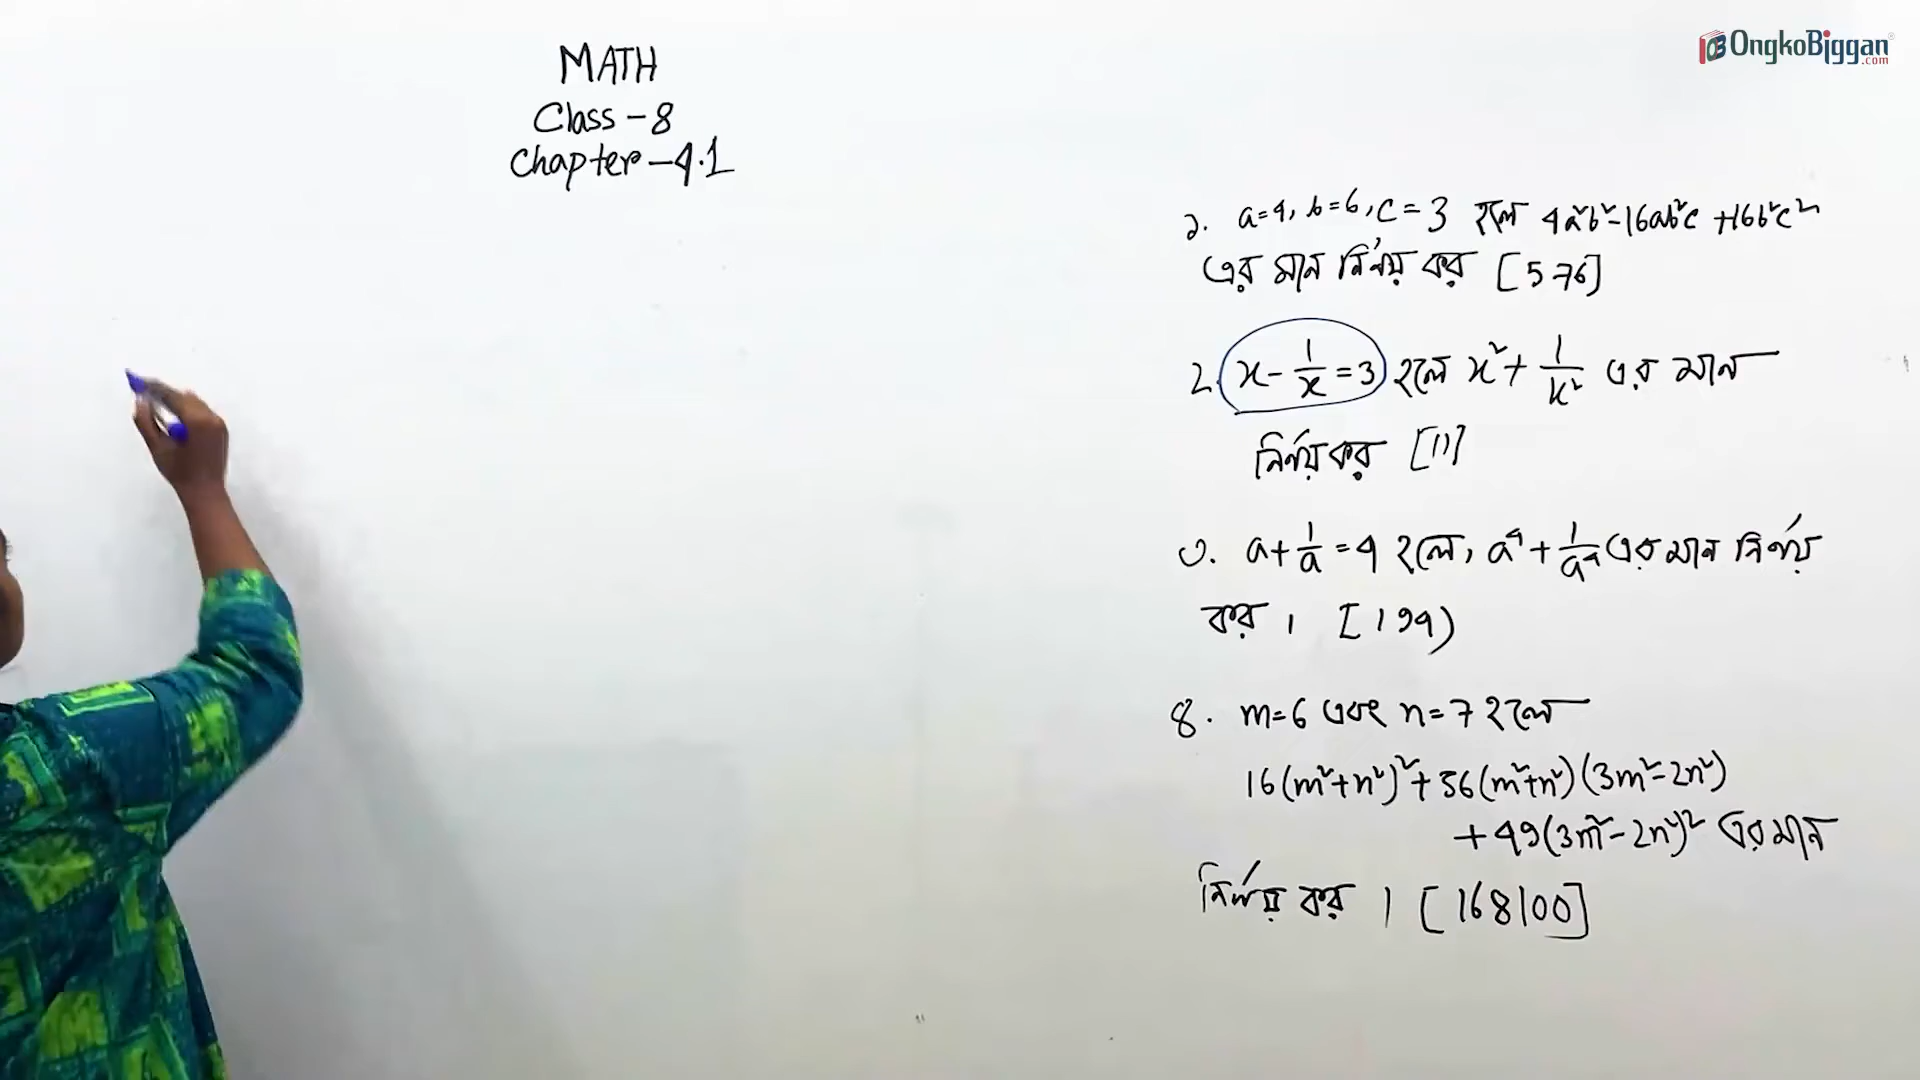 MATH
Class - 8
Chapter - 4.1
OngkoBiggan
.com
১. a=4, b=6, c=3 হলে 4a²b²-16ab²c+16b²c²
এর মান নির্ণয় কর [576]
২. x - 1/x = 3 হলে x² + 1/x² এর মান
নির্ণয় কর [11]
৩. a + 1/a = 4 হলে, a⁴ + 1/a⁴ এর মান নির্ণয়
কর। [194)
৪. m=6 এবং n=7 হলে
16(m²+n²)²+56(m²+n²)(3m²-2n²)
+49(3m²-2n²)² এর মান
নির্ণয় কর। [168100]